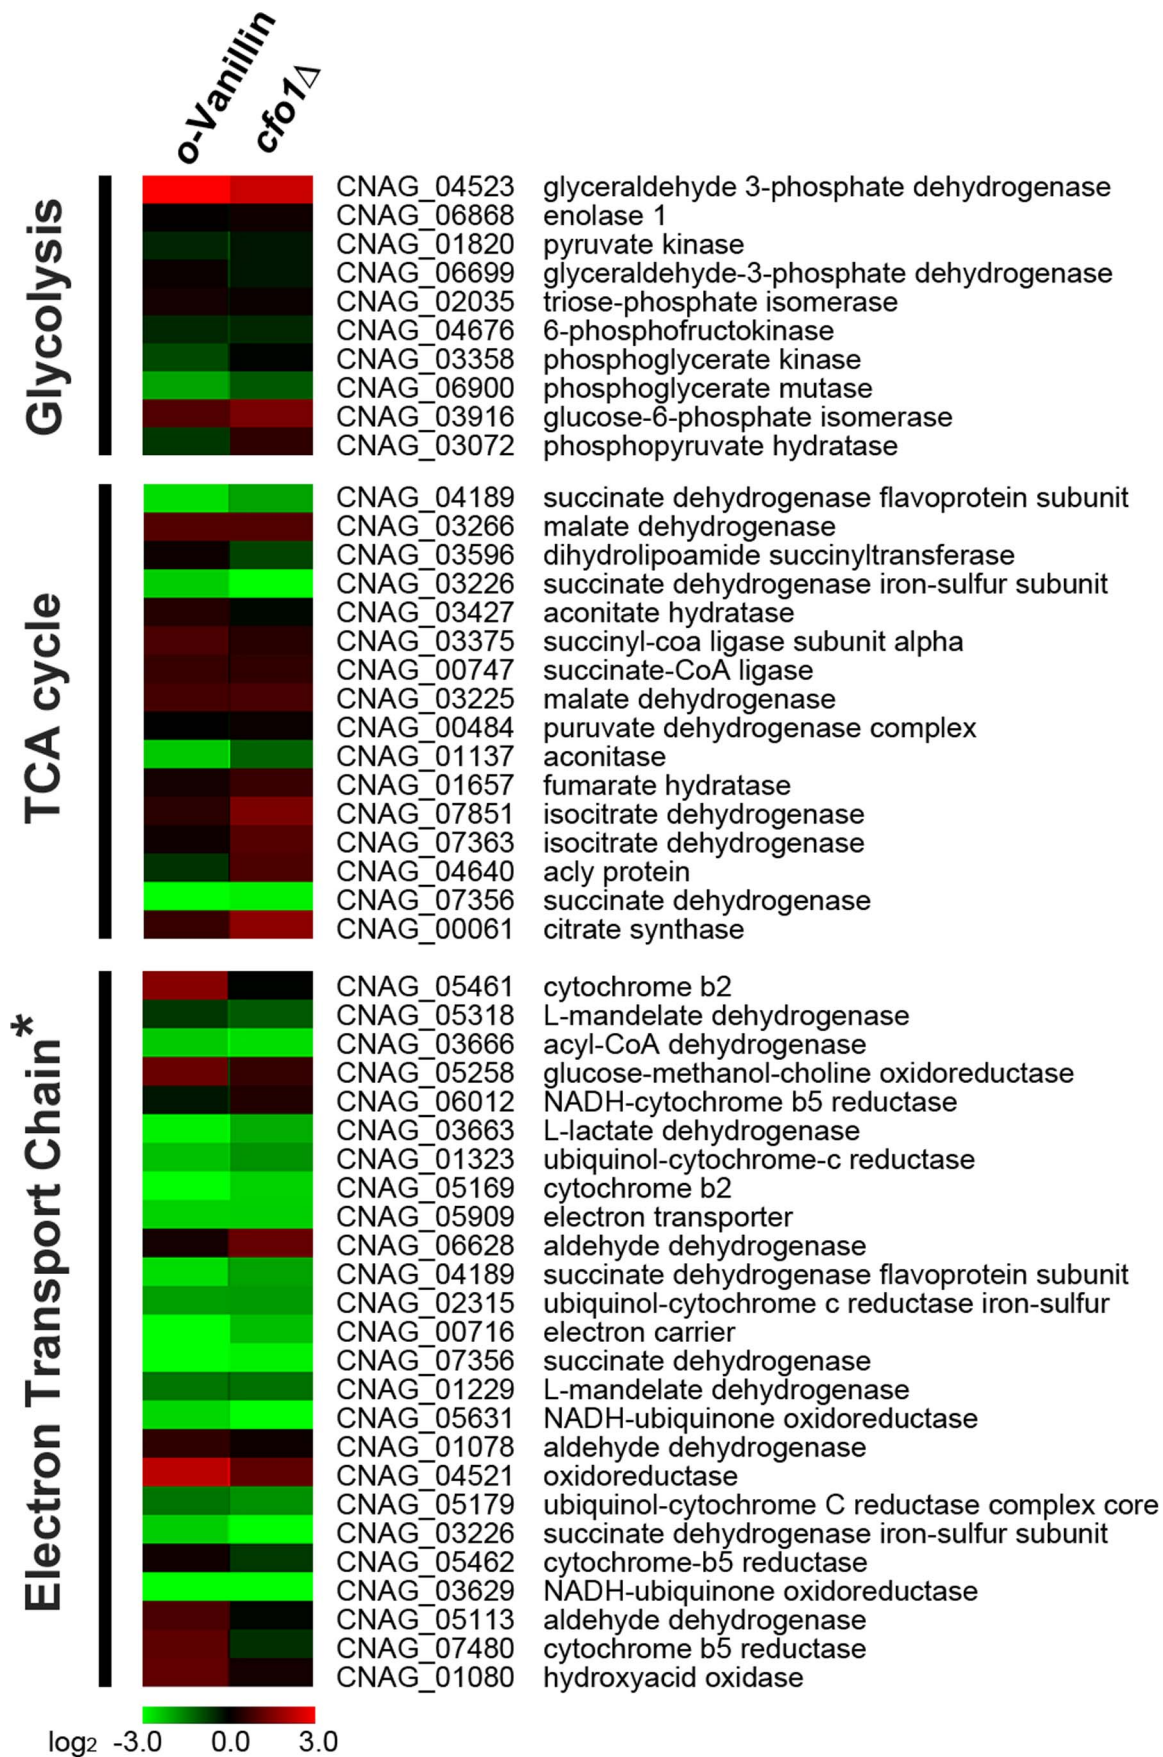 o-Vanillin cfo1Δ
Glycolysis
CNAG_04523 glyceraldehyde 3-phosphate dehydrogenase
CNAG_06868 enolase 1
CNAG_01820 pyruvate kinase
CNAG_06699 glyceraldehyde-3-phosphate dehydrogenase
CNAG_02035 triose-phosphate isomerase
CNAG_04676 6-phosphofructokinase
CNAG_03358 phosphoglycerate kinase
CNAG_06900 phosphoglycerate mutase
CNAG_03916 glucose-6-phosphate isomerase
CNAG_03072 phosphopyruvate hydratase
TCA cycle
CNAG_04189 succinate dehydrogenase flavoprotein subunit
CNAG_03266 malate dehydrogenase
CNAG_03596 dihydrolipoamide succinyltransferase
CNAG_03226 succinate dehydrogenase iron-sulfur subunit
CNAG_03427 aconitate hydratase
CNAG_03375 succinyl-coa ligase subunit alpha
CNAG_00747 succinate-CoA ligase
CNAG_03225 malate dehydrogenase
CNAG_00484 puruvate dehydrogenase complex
CNAG_01137 aconitase
CNAG_01657 fumarate hydratase
CNAG_07851 isocitrate dehydrogenase
CNAG_07363 isocitrate dehydrogenase
CNAG_04640 acly protein
CNAG_07356 succinate dehydrogenase
CNAG_00061 citrate synthase
Electron Transport Chain*
CNAG_05461 cytochrome b2
CNAG_05318 L-mandelate dehydrogenase
CNAG_03666 acyl-CoA dehydrogenase
CNAG_05258 glucose-methanol-choline oxidoreductase
CNAG_06012 NADH-cytochrome b5 reductase
CNAG_03663 L-lactate dehydrogenase
CNAG_01323 ubiquinol-cytochrome-c reductase
CNAG_05169 cytochrome b2
CNAG_05909 electron transporter
CNAG_06628 aldehyde dehydrogenase
CNAG_04189 succinate dehydrogenase flavoprotein subunit
CNAG_02315 ubiquinol-cytochrome c reductase iron-sulfur
CNAG_00716 electron carrier
CNAG_07356 succinate dehydrogenase
CNAG_01229 L-mandelate dehydrogenase
CNAG_05631 NADH-ubiquinone oxidoreductase
CNAG_01078 aldehyde dehydrogenase
CNAG_04521 oxidoreductase
CNAG_05179 ubiquinol-cytochrome C reductase complex core
CNAG_03226 succinate dehydrogenase iron-sulfur subunit
CNAG_05462 cytochrome-b5 reductase
CNAG_03629 NADH-ubiquinone oxidoreductase
CNAG_05113 aldehyde dehydrogenase
CNAG_07480 cytochrome b5 reductase
CNAG_01080 hydroxyacid oxidase
log2 -3.0 0.0 3.0